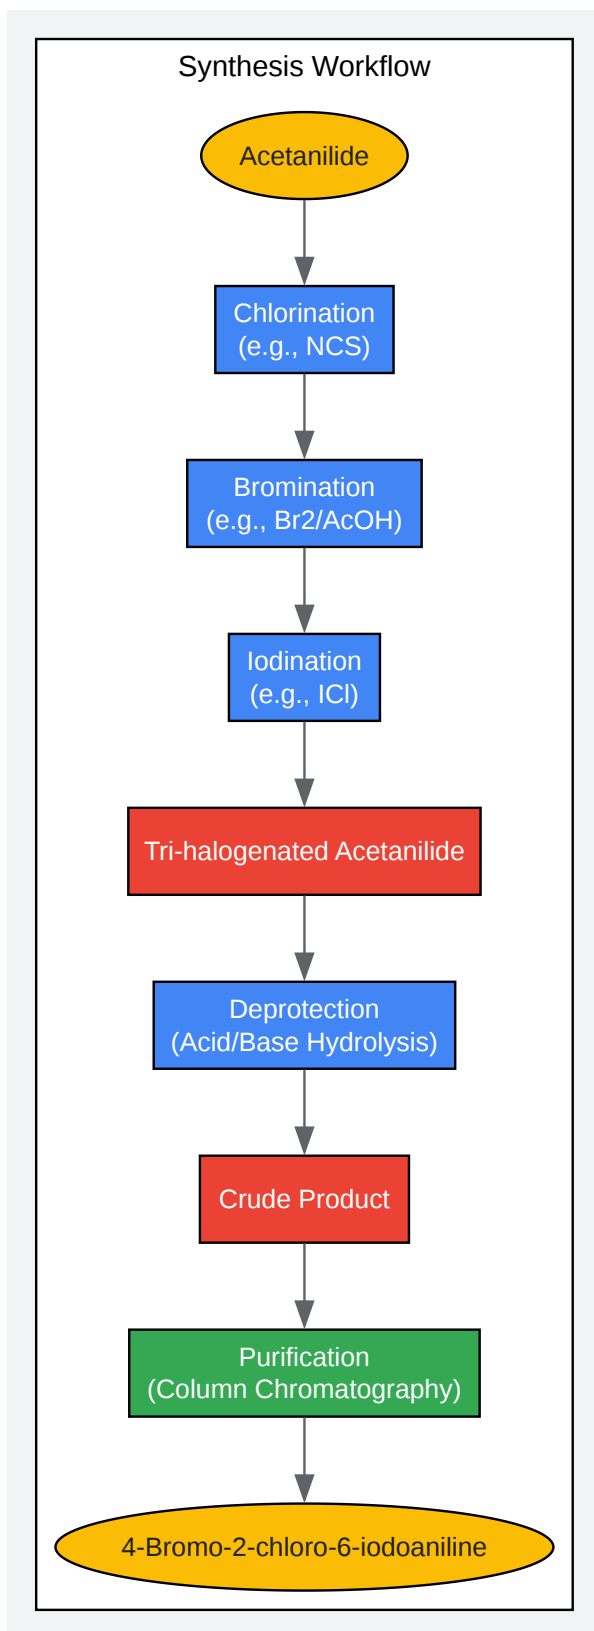 Synthesis Workflow
Acetanilide
Chlorination
(e.g., NCS)
Bromination
(e.g., Br2/AcOH)
Iodination
(e.g., ICl)
Tri-halogenated Acetanilide
Deprotection
(Acid/Base Hydrolysis)
Crude Product
Purification
(Column Chromatography)
4-Bromo-2-chloro-6-iodoaniline